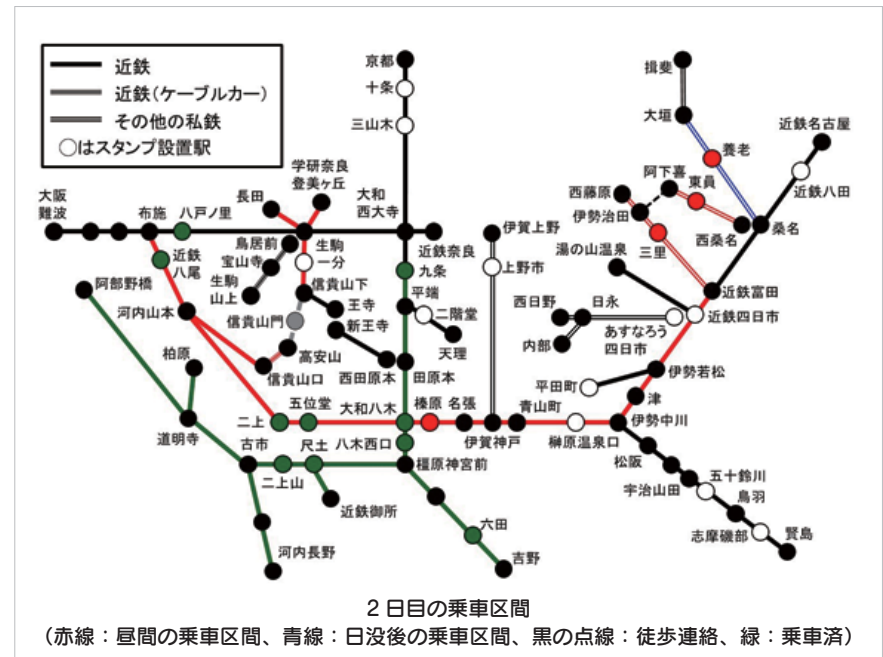 近鉄
近鉄(ケーブルカー)
その他の私鉄
○はスタンプ設置駅
京都
十条
三山木
揖斐
大垣
養老
近鉄名古屋
近鉄八田
阿下喜
東員
西藤原
伊勢治田
三里
西桑名
桑名
学研奈良
登美ヶ丘
長田
大和
西大寺
大阪
難波
布施
八戸ノ里
近鉄
八尾
鳥居前
宝山寺
生駒
山上
生駒
一分
近鉄奈良
九条
伊賀上野
上野市
湯の山温泉
近鉄富田
近鉄四日市
阿部野橋
河内山本
信貴山下
王寺
新王寺
信貴山門
高安山
信貴山口
西田原本
田原本
平端
二階堂
天理
西日野
日永
内部
あすなろう
四日市
平田町
伊勢若松
津
伊勢中川
柏原
道明寺
二上
五位堂
大和八木
榛原
名張
青山町
伊賀神戸
榊原温泉口
古市
尺土
八木西口
橿原神宮前
二上山
近鉄御所
河内長野
六田
吉野
松阪
宇治山田
五十鈴川
鳥羽
志摩磯部
賢島
2日目の乗車区間
(赤線:昼間の乗車区間、青線:日没後の乗車区間、黒の点線:徒歩連絡、緑:乗車済)